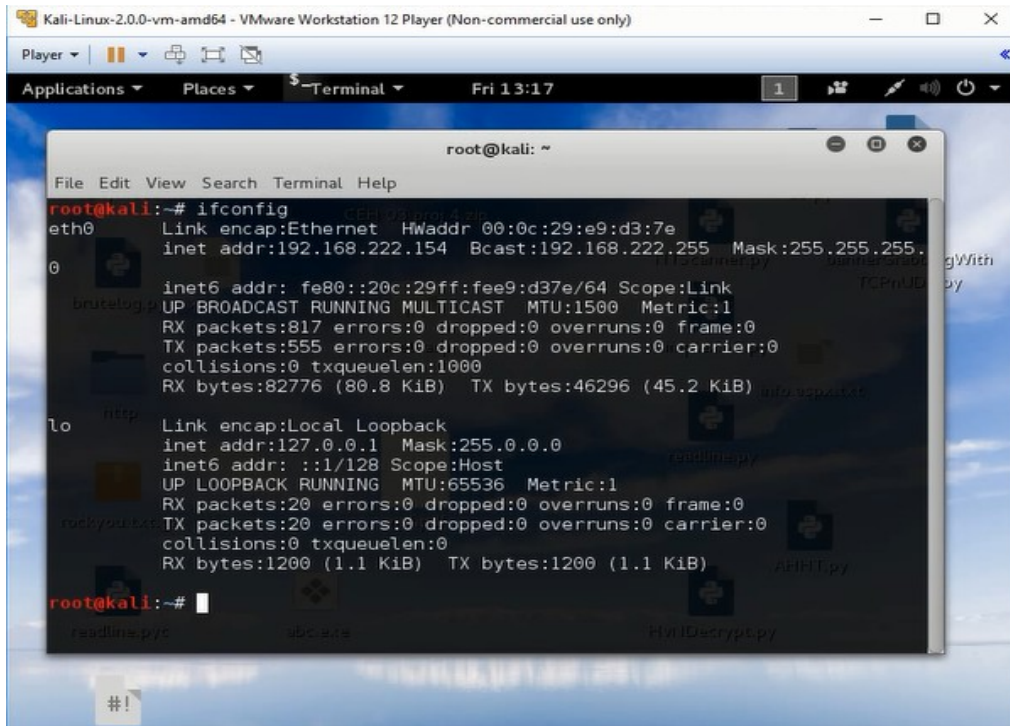 Kali-Linux-2.0.0-vm-amd64 - VMware Workstation 12 Player (Non-commercial use only)
Player
Applications Places Terminal Fri 13:17 1
root@kali: ~
File Edit View Search Terminal Help
root@kali:~# ifconfig
eth0 Link encap:Ethernet HWaddr 00:0c:29:e9:d3:7e
inet addr:192.168.222.154 Bcast:192.168.222.255 Mask:255.255.255.
0
inet6 addr: fe80::20c:29ff:fee9:d37e/64 Scope:Link
UP BROADCAST RUNNING MULTICAST MTU:1500 Metric:1
RX packets:817 errors:0 dropped:0 overruns:0 frame:0
TX packets:555 errors:0 dropped:0 overruns:0 carrier:0
collisions:0 txqueuelen:1000
RX bytes:82776 (80.8 KiB) TX bytes:46296 (45.2 KiB)
lo Link encap:Local Loopback
inet addr:127.0.0.1 Mask:255.0.0.0
inet6 addr: ::1/128 Scope:Host
UP LOOPBACK RUNNING MTU:65536 Metric:1
RX packets:20 errors:0 dropped:0 overruns:0 frame:0
TX packets:20 errors:0 dropped:0 overruns:0 carrier:0
collisions:0 txqueuelen:0
RX bytes:1200 (1.1 KiB) TX bytes:1200 (1.1 KiB)
root@kali:~#
http
readline.py
AHHT.py
readline.pyc
abc.exe
#!